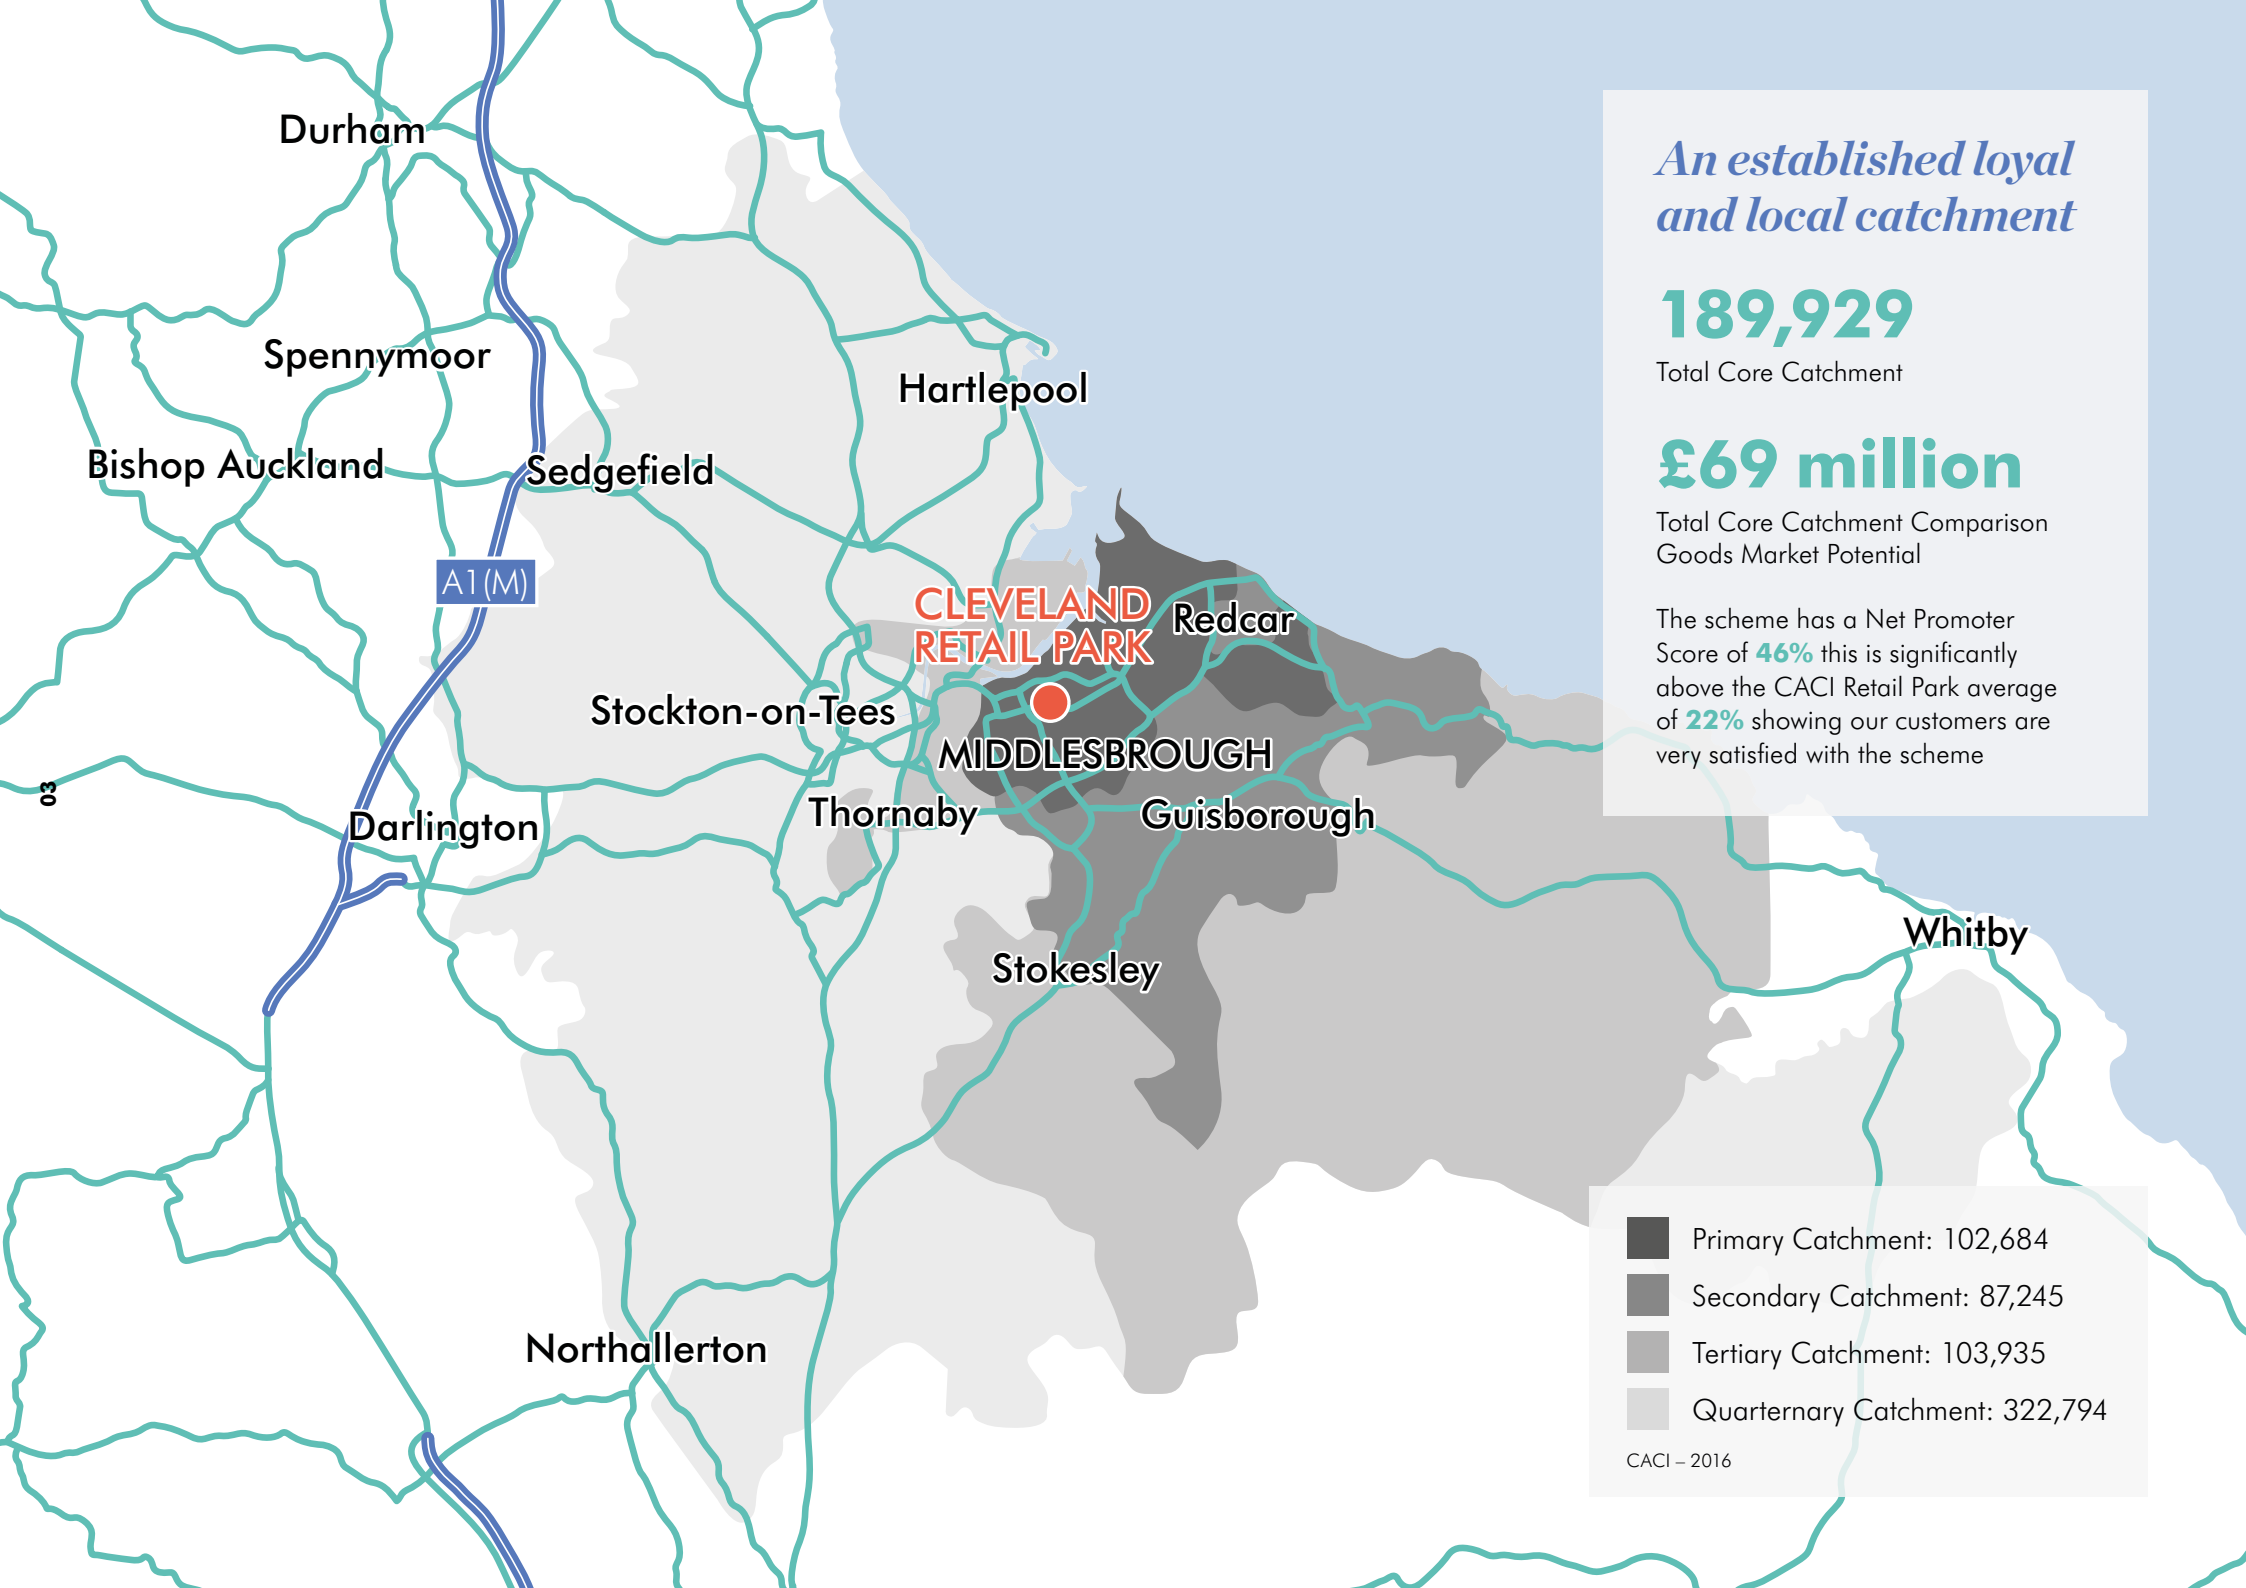 An established loyal
and local catchment
189,929
Total Core Catchment
£69 million
Total Core Catchment Comparison
Goods Market Potential
The scheme has a Net Promoter
Score of 46% this is significantly
above the CACI Retail Park average
of 22% showing our customers are
very satisfied with the scheme
Durham
Spennymoor
Hartlepool
Bishop Auckland
Sedgefield
A1(M)
CLEVELAND
RETAIL PARK
Redcar
Stockton-on-Tees
MIDDLESBROUGH
03
Darlington
Thornaby
Guisborough
Whitby
Stokesley
Northallerton
Primary Catchment: 102,684
Secondary Catchment: 87,245
Tertiary Catchment: 103,935
Quarternary Catchment: 322,794
CACI – 2016